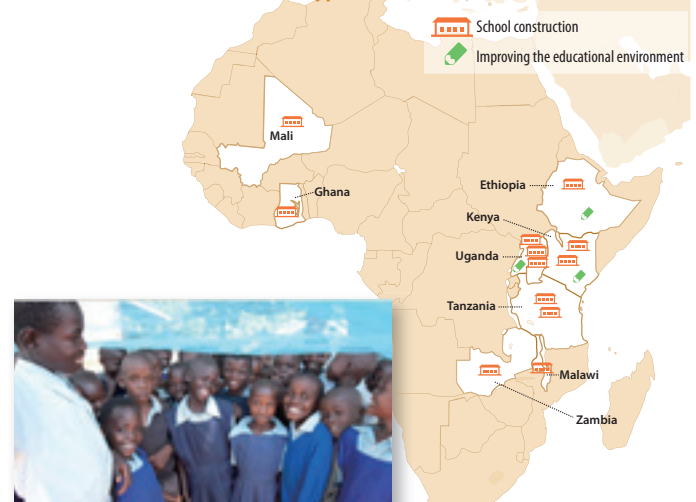 School construction
Improving the educational environment
Mali
Ghana
Ethiopia
Kenya
Uganda
Tanzania
Malawi
Zambia